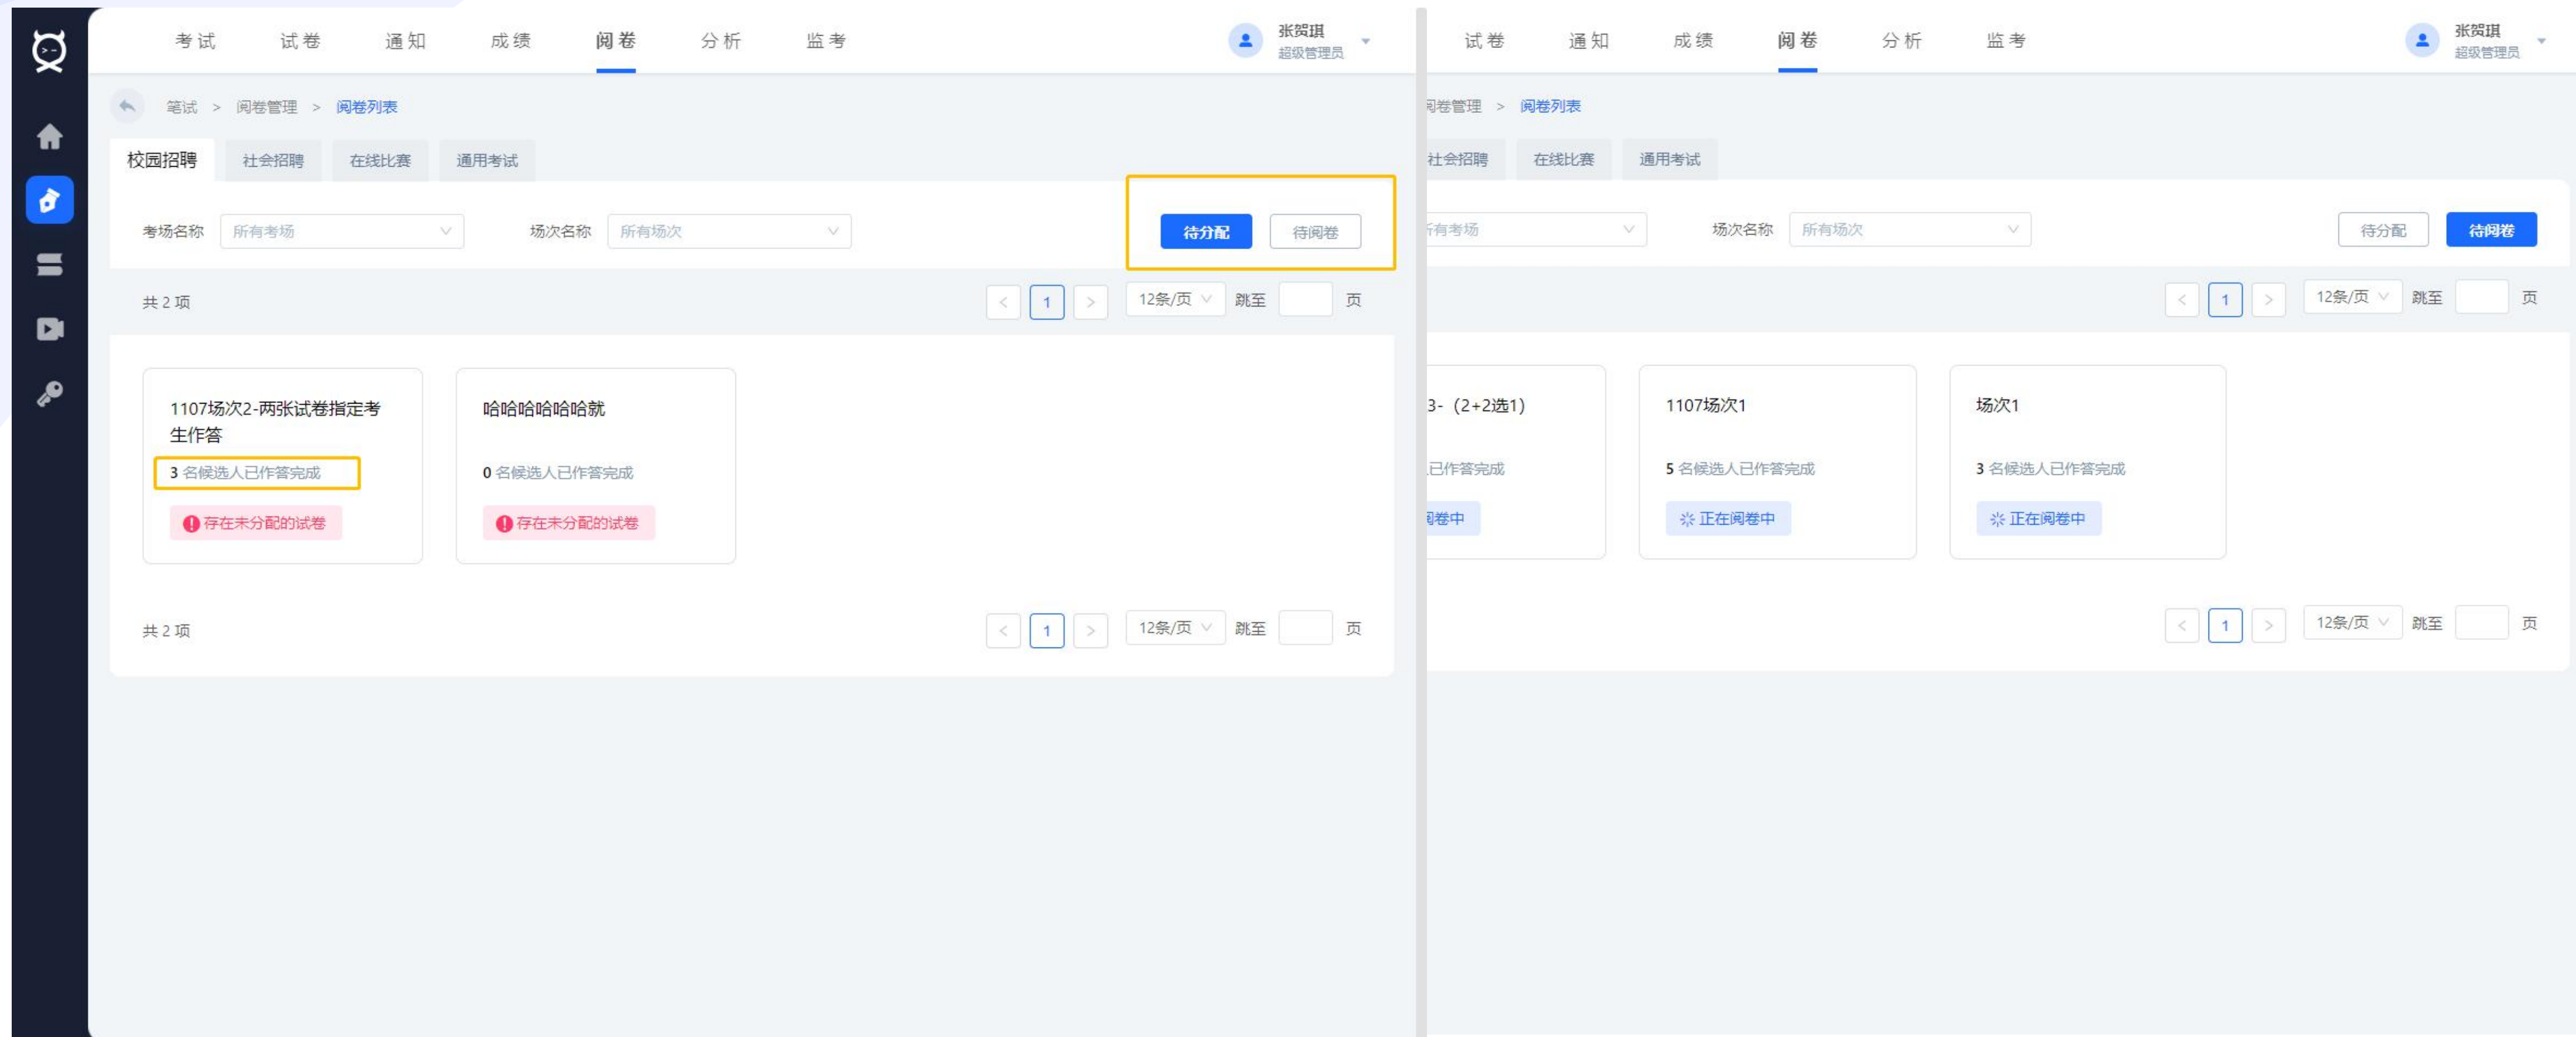 考试 试卷 通知 成绩 阅卷 分析 监考
张贺琪
超级管理员
笔试 > 阅卷管理 > 阅卷列表
校园招聘 社会招聘 在线比赛 通用考试
考场名称 所有考场 场次名称 所有场次 待分配 待阅卷
共 2 项 < 1 > 12条/页 跳至 页
1107场次2-两张试卷指定考
生作答
3 名候选人已作答完成
存在未分配的试卷
哈哈哈哈哈哈就
0 名候选人已作答完成
存在未分配的试卷
共 2 项 < 1 > 12条/页 跳至 页
试卷 通知 成绩 阅卷 分析 监考
张贺琪
超级管理员
阅卷管理 > 阅卷列表
社会招聘 在线比赛 通用考试
所有考场 场次名称 所有场次 待分配 待阅卷
< 1 > 12条/页 跳至 页
3-（2+2选1）
已作答完成
阅卷中
1107场次1
5 名候选人已作答完成
正在阅卷中
场次1
3 名候选人已作答完成
正在阅卷中
< 1 > 12条/页 跳至 页